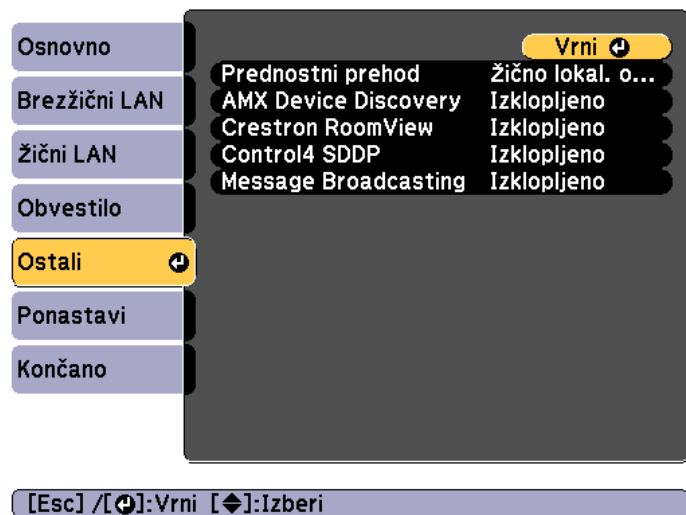 Osnovno
Brezžični LAN
Žični LAN
Obvestilo
Ostali
Ponastavi
Končano
Vrni
Prednostni prehod Žično lokal. o...
AMX Device Discovery Izklopljeno
Crestron RoomView Izklopljeno
Control4 SDDP Izklopljeno
Message Broadcasting Izklopljeno
[Esc] /[⏎]:Vrni [◆]:Izberi